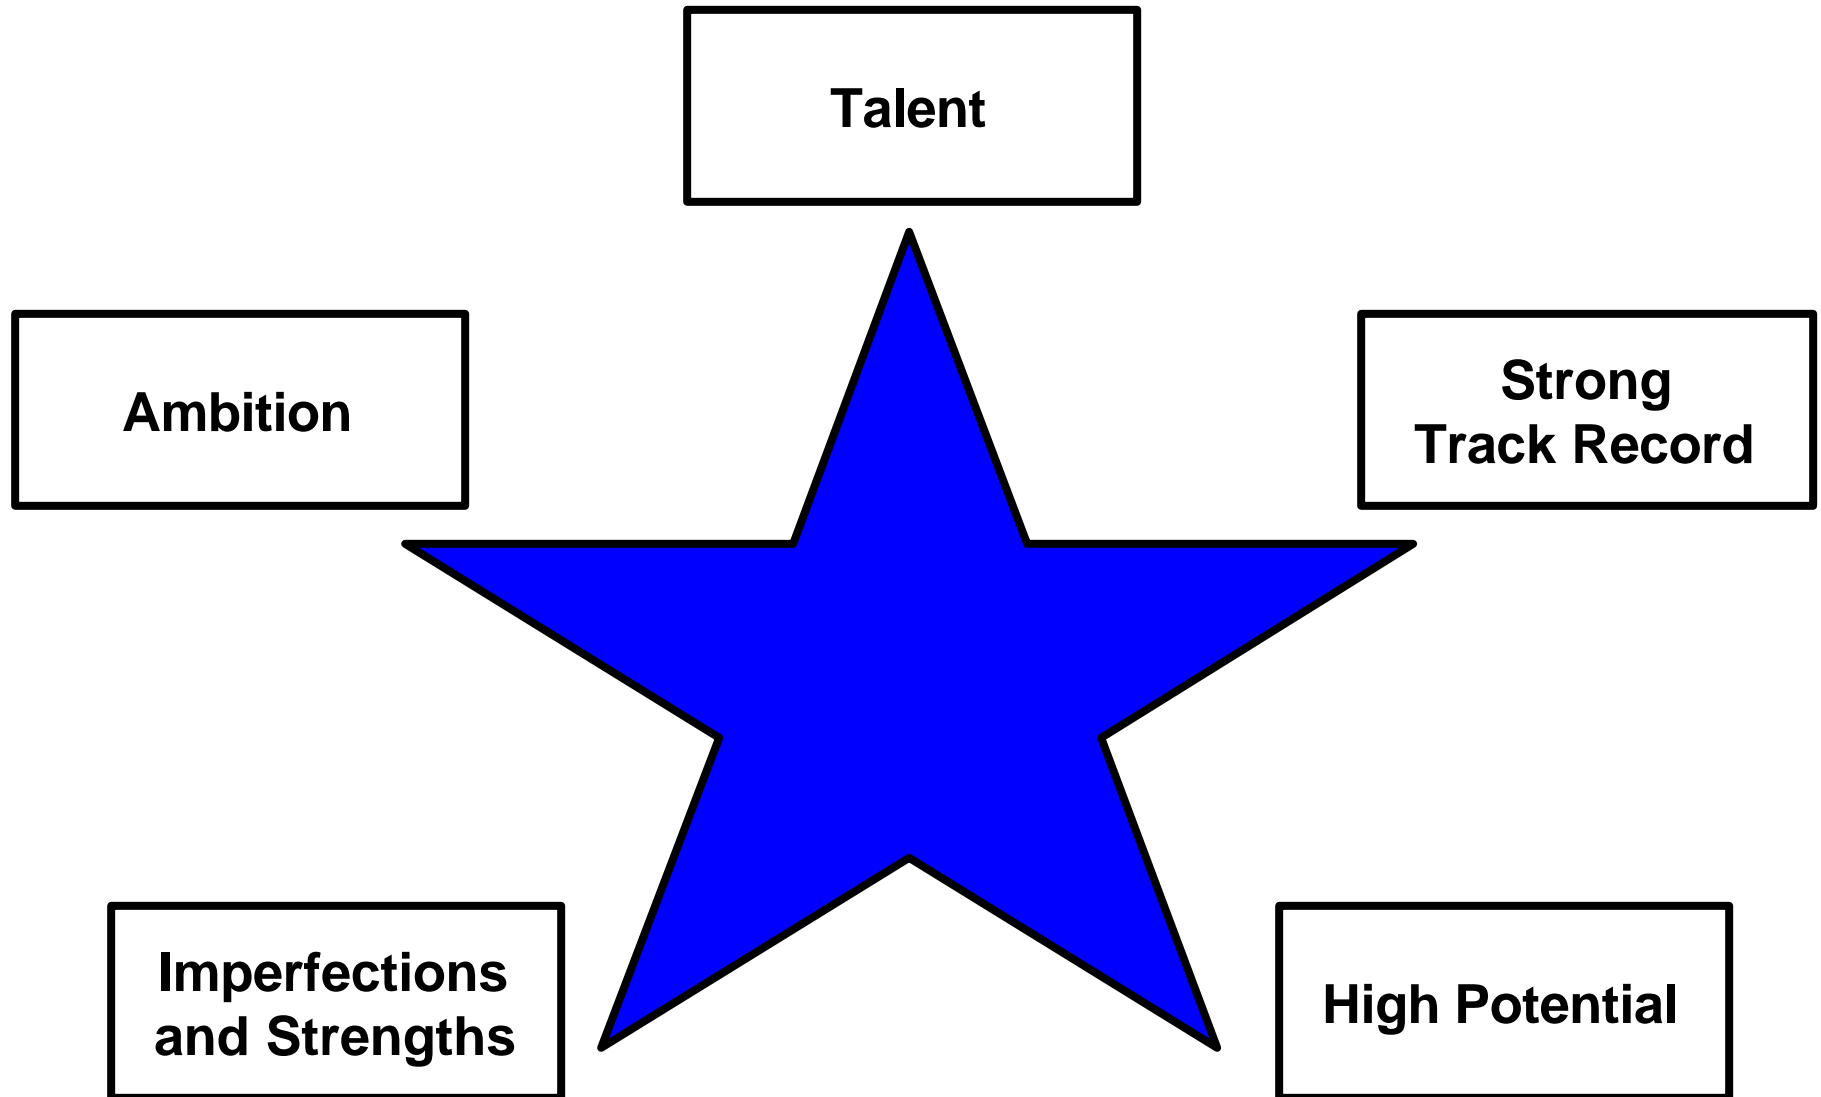 Talent
Ambition
Strong
Track Record
Imperfections
and Strengths
High Potential